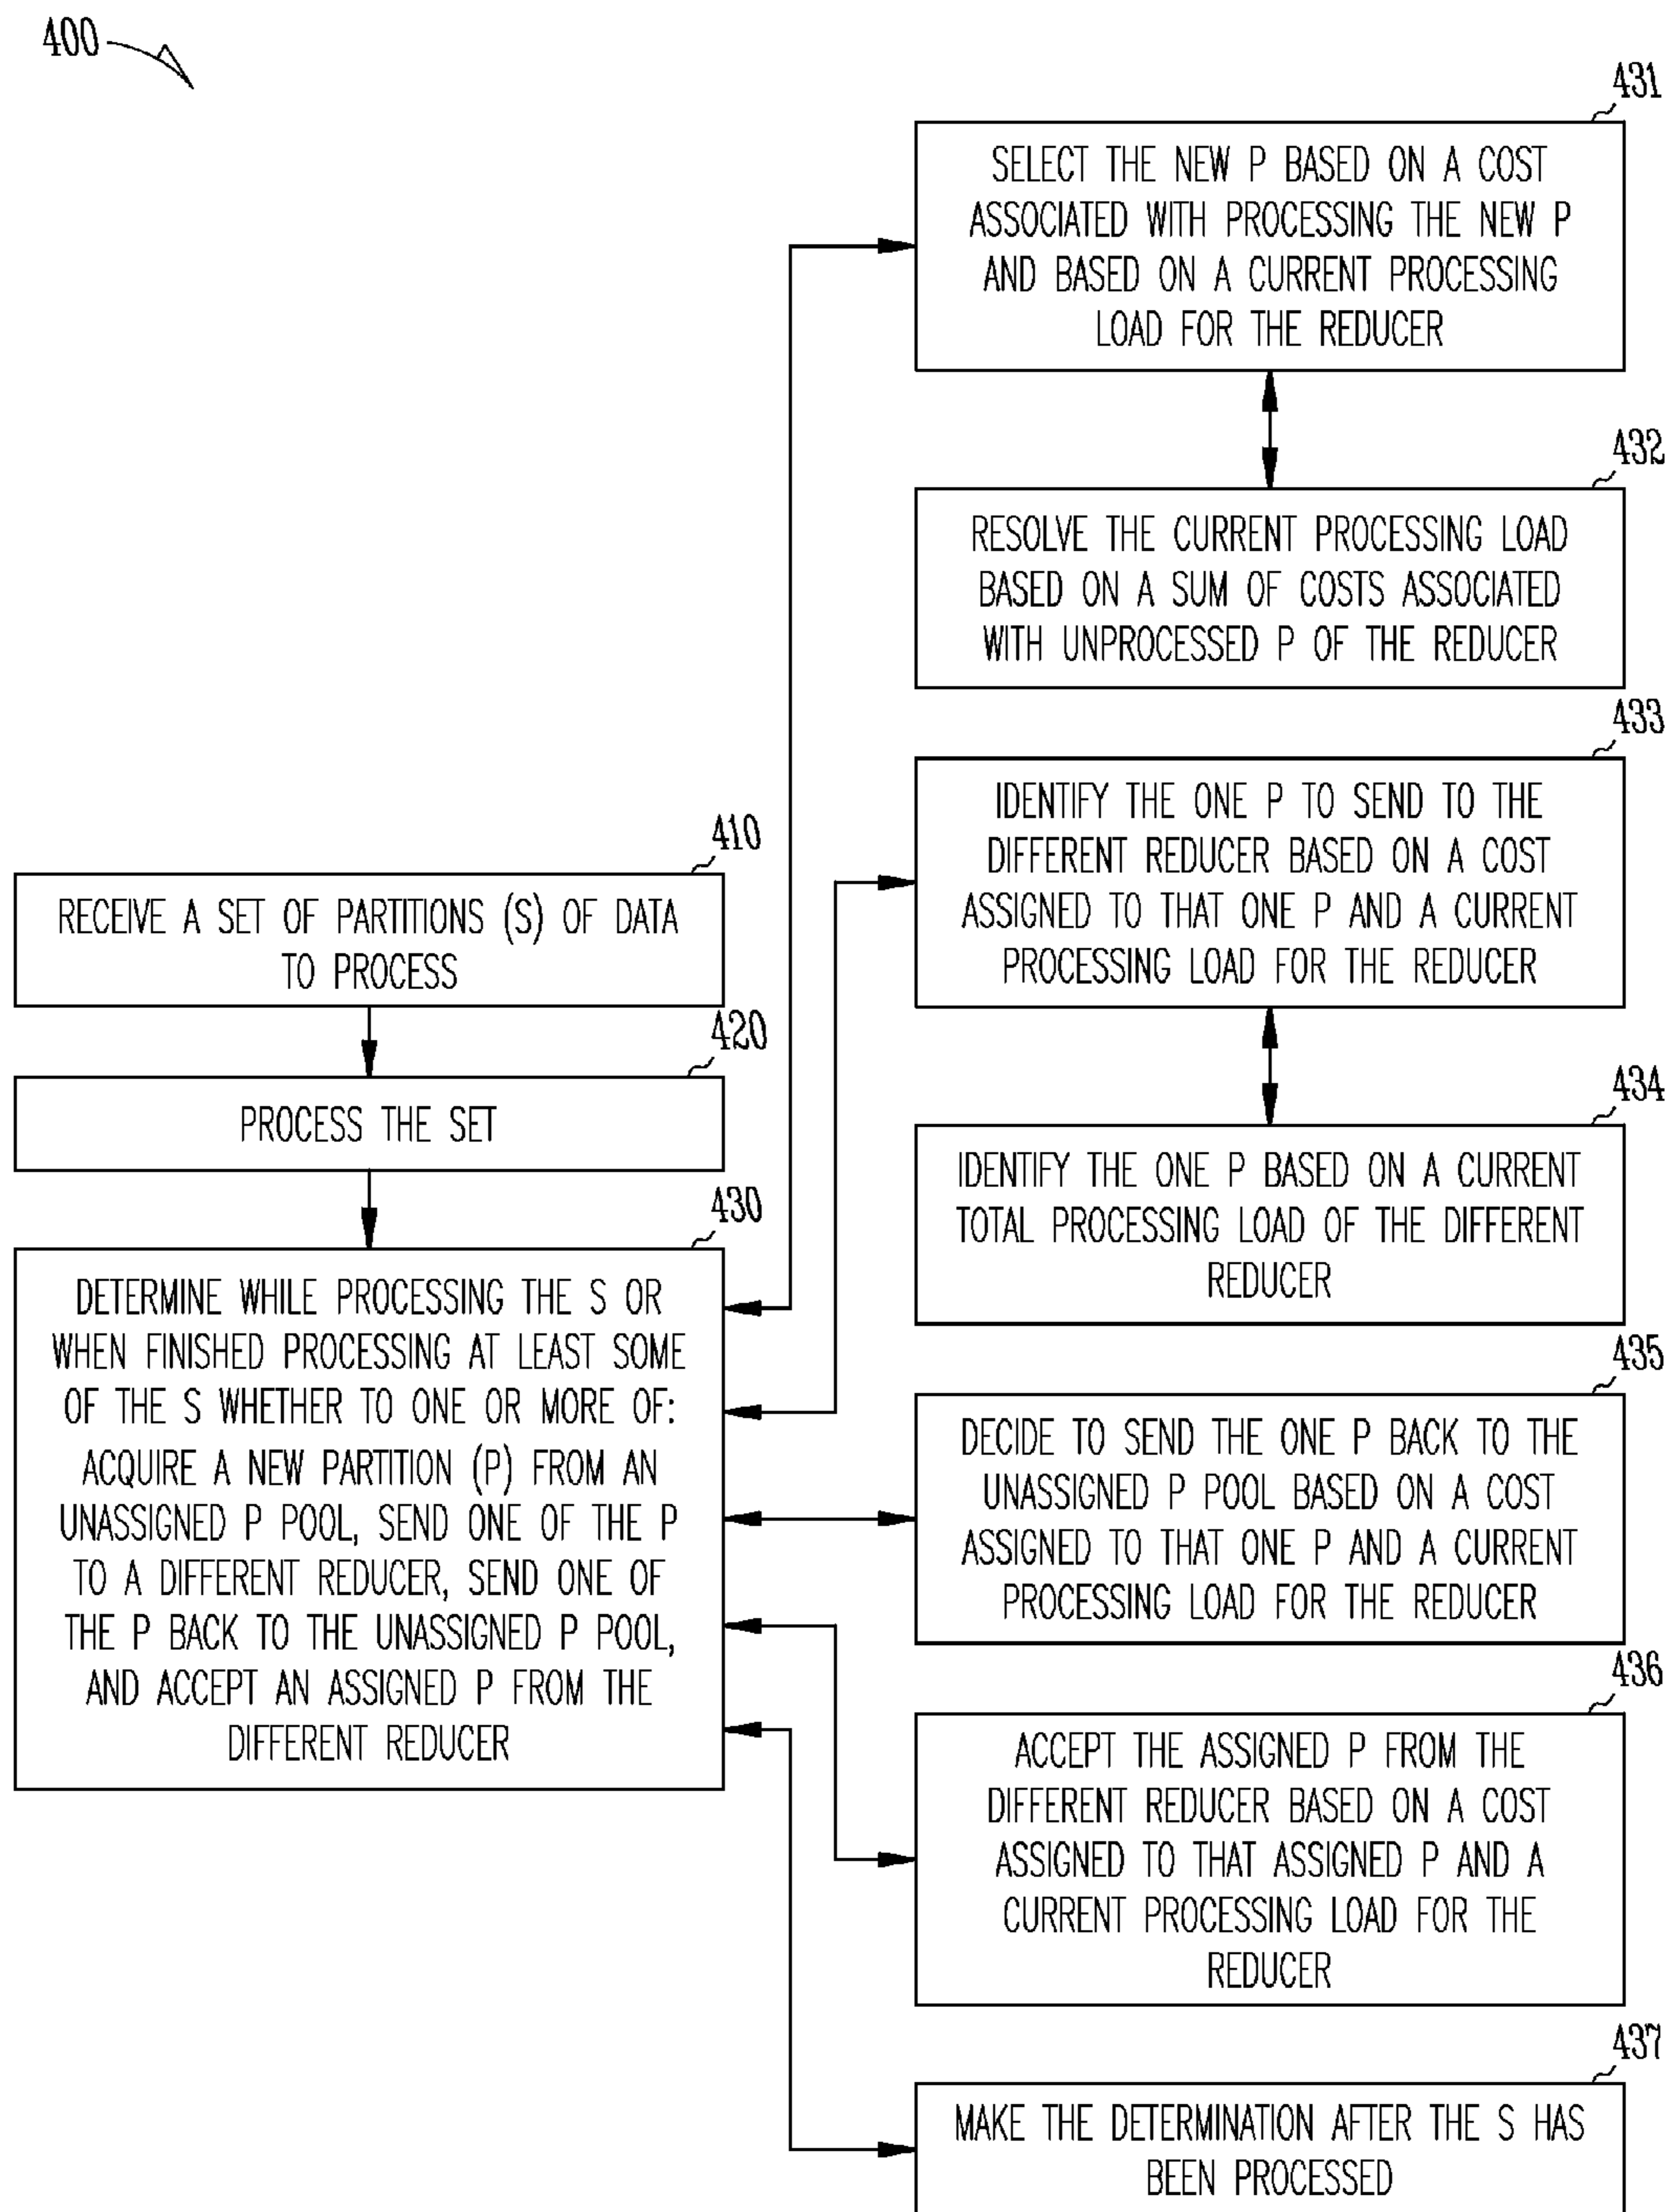 400
431
SELECT THE NEW P BASED ON A COST
ASSOCIATED WITH PROCESSING THE NEW P
AND BASED ON A CURRENT PROCESSING
LOAD FOR THE REDUCER
432
RESOLVE THE CURRENT PROCESSING LOAD
BASED ON A SUM OF COSTS ASSOCIATED
WITH UNPROCESSED P OF THE REDUCER
433
IDENTIFY THE ONE P TO SEND TO THE
DIFFERENT REDUCER BASED ON A COST
ASSIGNED TO THAT ONE P AND A CURRENT
PROCESSING LOAD FOR THE REDUCER
410
RECEIVE A SET OF PARTITIONS (S) OF DATA
TO PROCESS
420
PROCESS THE SET
434
IDENTIFY THE ONE P BASED ON A CURRENT
TOTAL PROCESSING LOAD OF THE DIFFERENT
REDUCER
430
DETERMINE WHILE PROCESSING THE S OR
WHEN FINISHED PROCESSING AT LEAST SOME
OF THE S WHETHER TO ONE OR MORE OF:
ACQUIRE A NEW PARTITION (P) FROM AN
UNASSIGNED P POOL, SEND ONE OF THE P
TO A DIFFERENT REDUCER, SEND ONE OF
THE P BACK TO THE UNASSIGNED P POOL,
AND ACCEPT AN ASSIGNED P FROM THE
DIFFERENT REDUCER
435
DECIDE TO SEND THE ONE P BACK TO THE
UNASSIGNED P POOL BASED ON A COST
ASSIGNED TO THAT ONE P AND A CURRENT
PROCESSING LOAD FOR THE REDUCER
436
ACCEPT THE ASSIGNED P FROM THE
DIFFERENT REDUCER BASED ON A COST
ASSIGNED TO THAT ASSIGNED P AND A
CURRENT PROCESSING LOAD FOR THE
REDUCER
437
MAKE THE DETERMINATION AFTER THE S HAS
BEEN PROCESSED